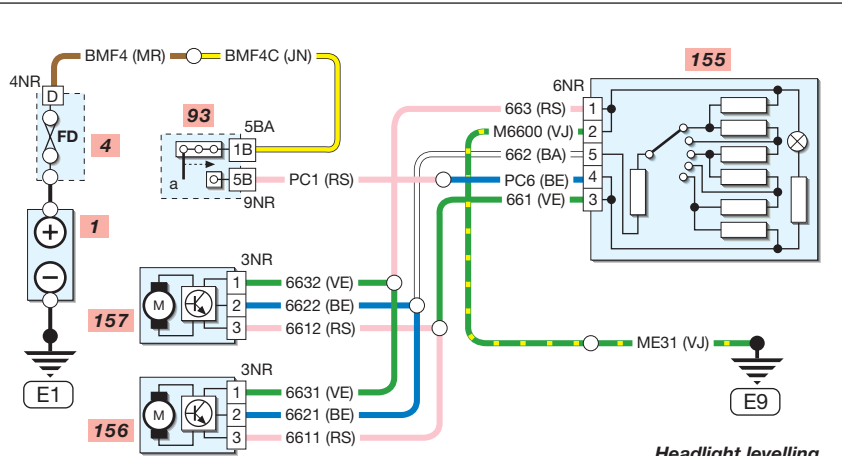 BMF4 (MR) BMF4C (JN)
155
4NR
6NR
D
93
5BA
663 (RS) 1
FD
4
1B
M6600 (VJ) 2
662 (BA) 5
a
5B PC1 (RS)
PC6 (BE) 4
9NR
661 (VE) 3
+
1
−
3NR
1 6632 (VE)
M
2 6622 (BE)
157
3 6612 (RS)
ME31 (VJ)
3NR
E1
1 6631 (VE)
E9
M
2 6621 (BE)
156
3 6611 (RS)
Headlight levelling